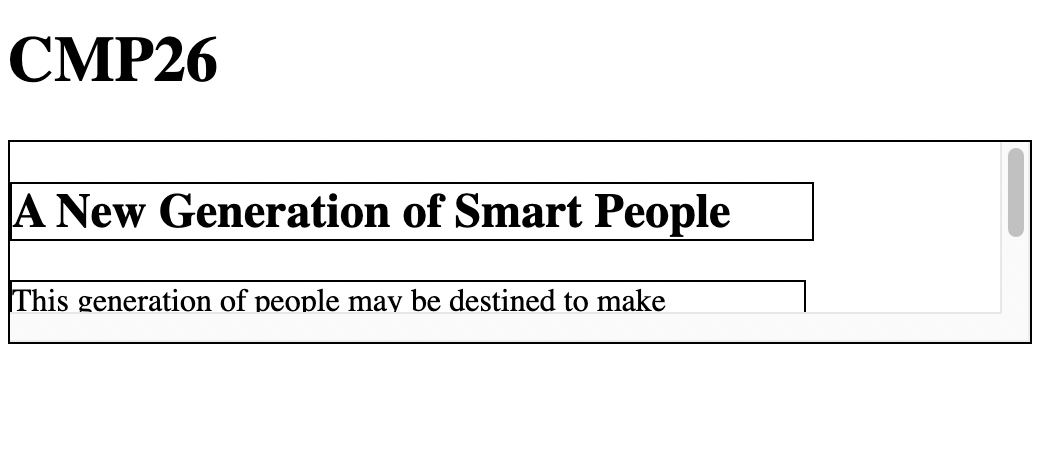 CMP26
A New Generation of Smart People
This generation of people may be destined to make